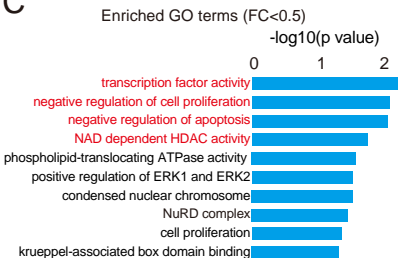 C
Enriched GO terms (FC<0.5)
-log10(p value)
0 1 2
transcription factor activity
negative regulation of cell proliferation
negative regulation of apoptosis
NAD dependent HDAC activity
phospholipid-translocating ATPase activity
positive regulation of ERK1 and ERK2
condensed nuclear chromosome
NuRD complex
cell proliferation
krueppel-associated box domain binding